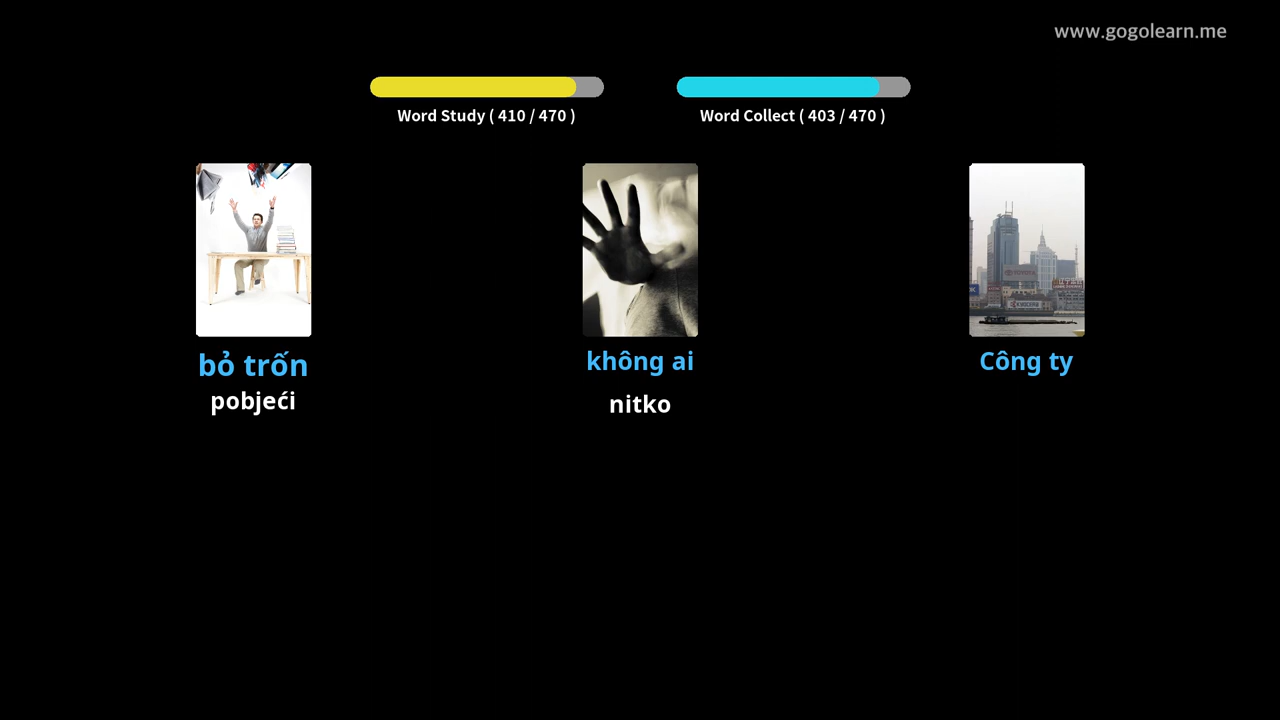 www.gogolearn.me
Word Study ( 410 / 470 )
Word Collect ( 403 / 470 )
bỏ trốn
pobjeći
không ai
nitko
Công ty
TOYOTA